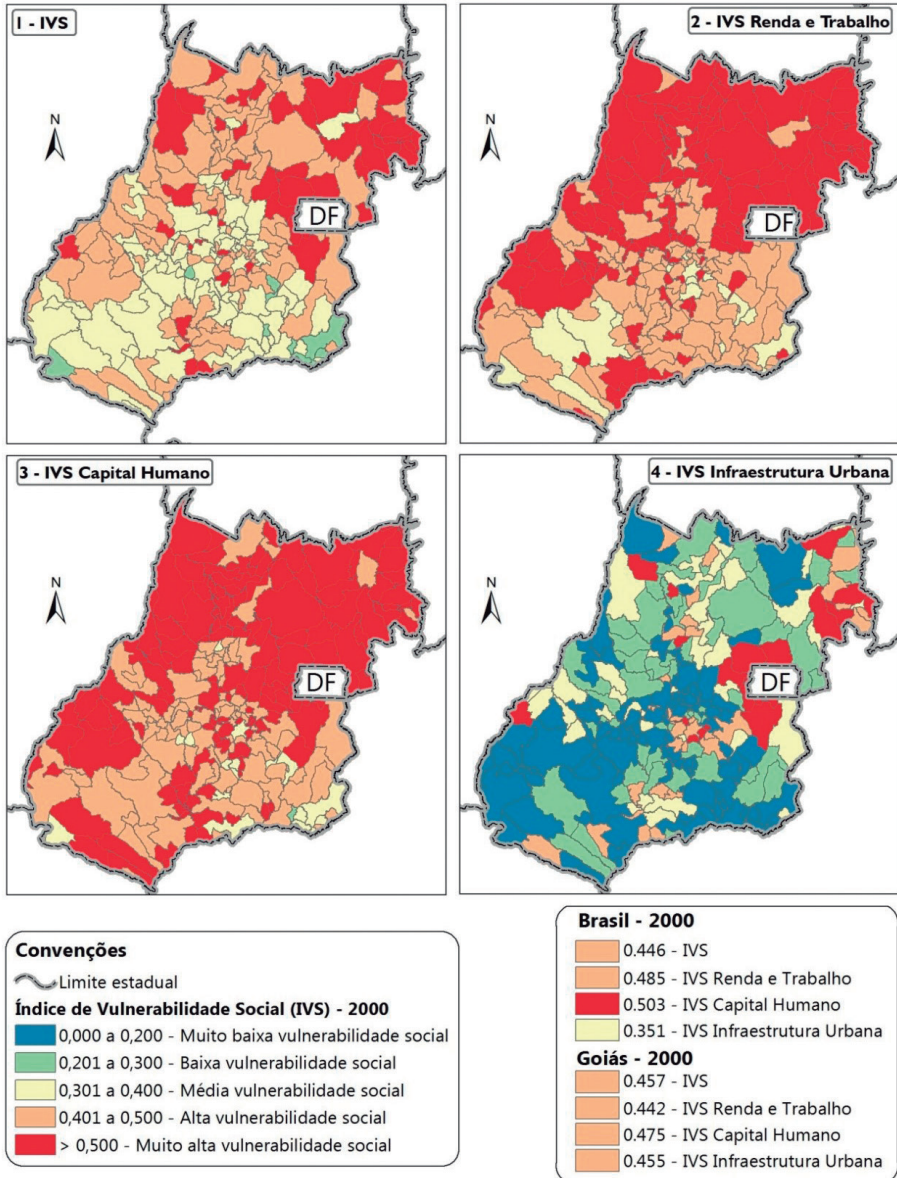 1 - IVS
N
DF
2 - IVS Renda e Trabalho
N
DF
3 - IVS Capital Humano
N
DF
4 - IVS Infraestrutura Urbana
N
DF
Convenções
Limite estadual
Índice de Vulnerabilidade Social (IVS) - 2000
0,000 a 0,200 - Muito baixa vulnerabilidade social
0,201 a 0,300 - Baixa vulnerabilidade social
0,301 a 0,400 - Média vulnerabilidade social
0,401 a 0,500 - Alta vulnerabilidade social
> 0,500 - Muito alta vulnerabilidade social
Brasil - 2000
0.446 - IVS
0.485 - IVS Renda e Trabalho
0.503 - IVS Capital Humano
0.351 - IVS Infraestrutura Urbana
Goiás - 2000
0.457 - IVS
0.442 - IVS Renda e Trabalho
0.475 - IVS Capital Humano
0.455 - IVS Infraestrutura Urbana